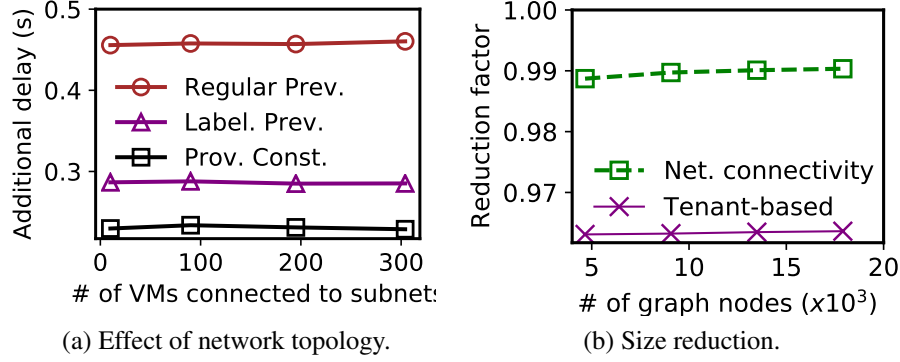 0.5
0.4
0.3
Additional delay (s)
Regular Prev.
Label. Prev.
Prov. Const.
0
100
200
300
# of VMs connected to subnets
(a) Effect of network topology.
1.00
0.99
0.98
0.97
Reduction factor
Net. connectivity
Tenant-based
5
10
15
20
# of graph nodes (x10³)
(b) Size reduction.